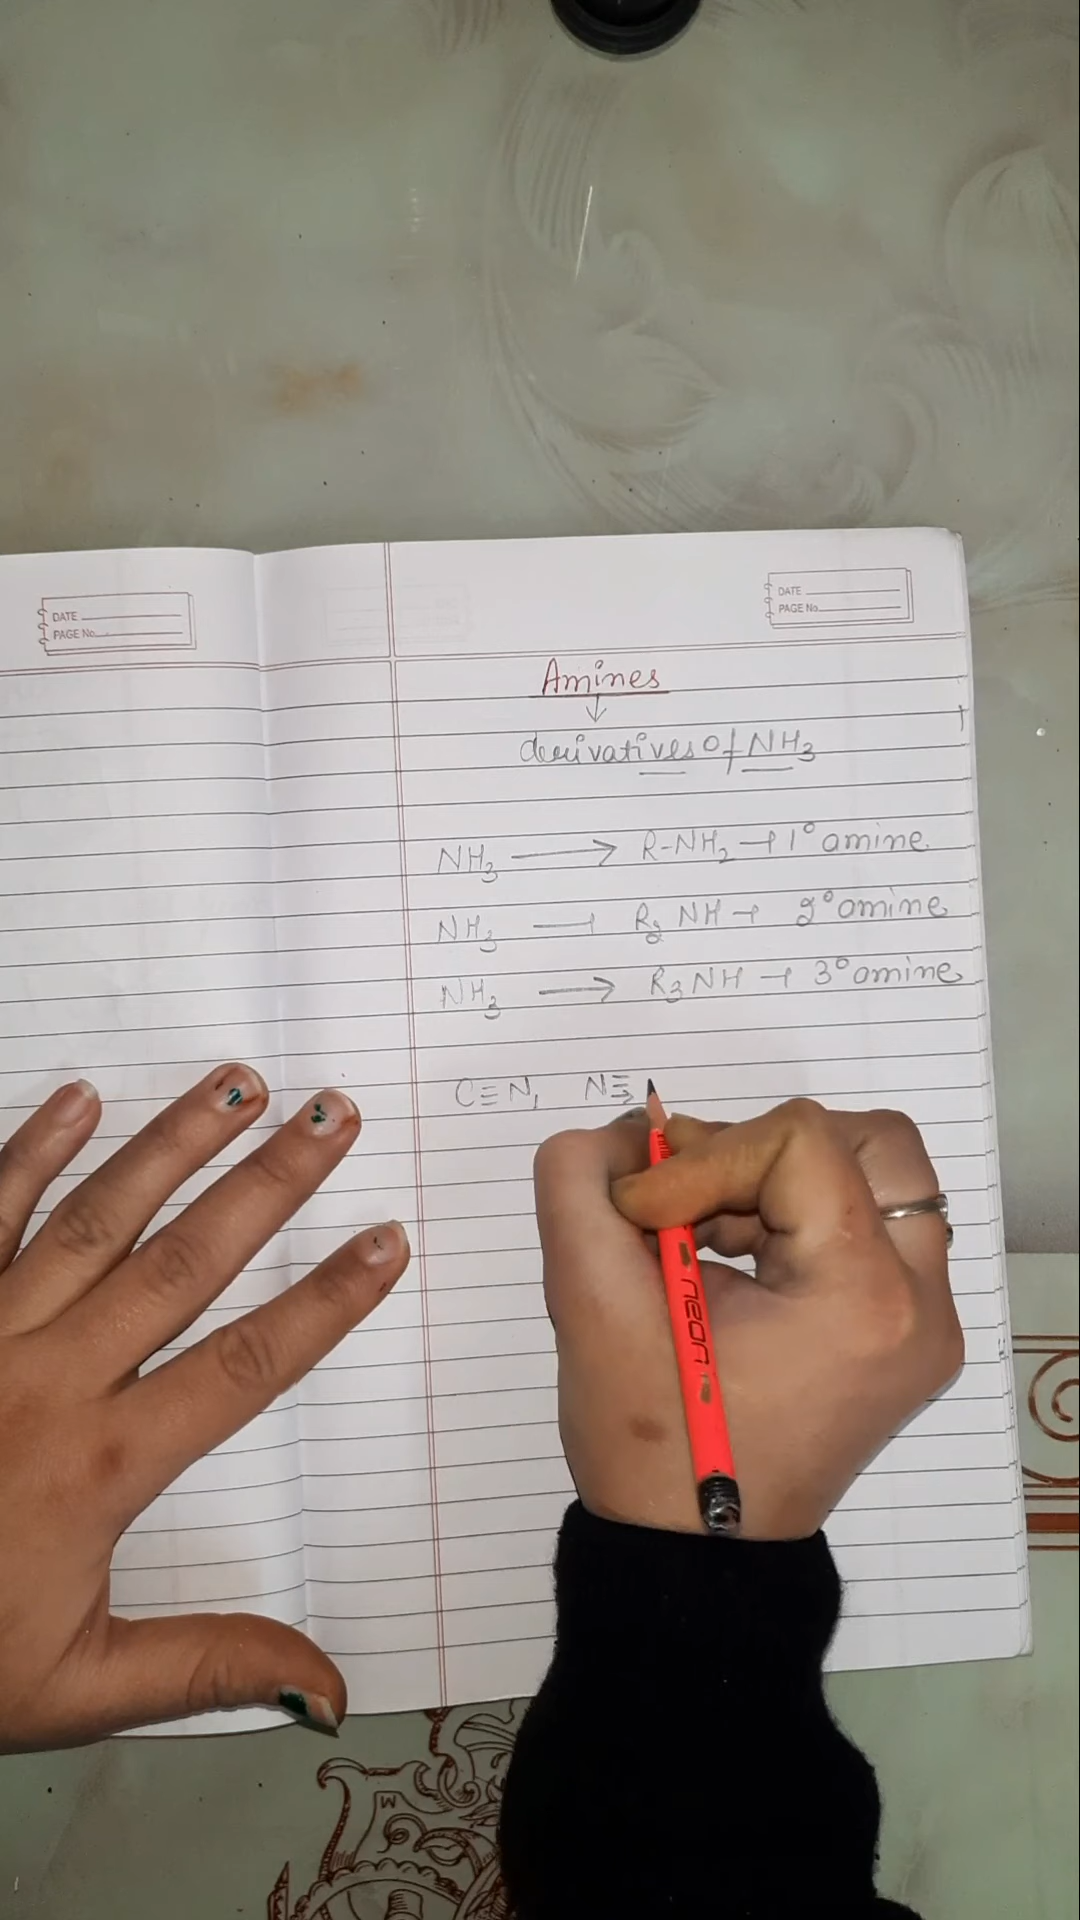 DATE
PAGE No.
DATE
PAGE No.
Amines
↓
derivatives of NH3
NH3 ⟶ R-NH2 → 1° amine
NH3 → R2 NH → 2° amine
NH3 ⟶ R3NH → 3° amine
C≡N, N≡
neon